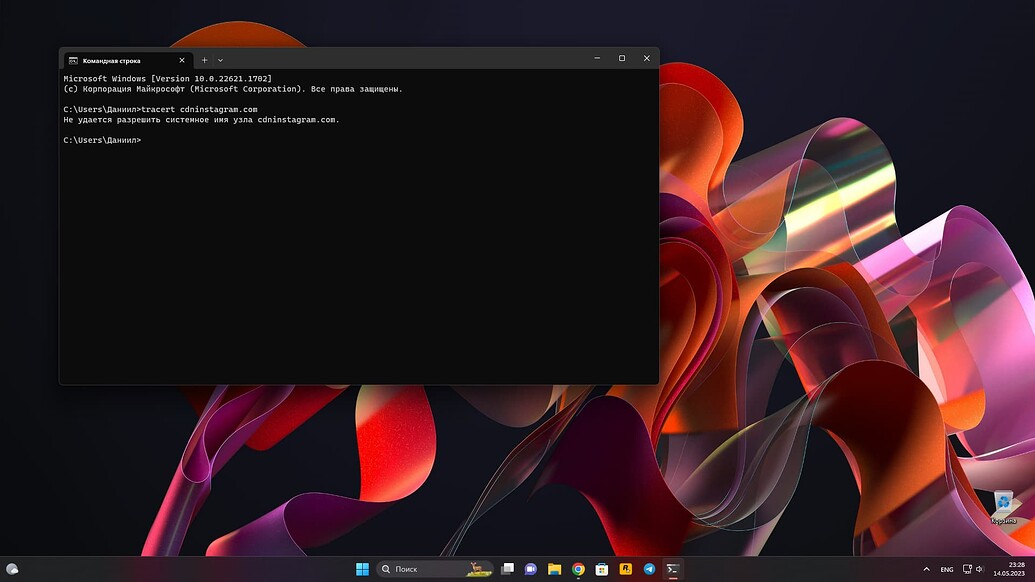 Командная строка
Microsoft Windows [Version 10.0.22621.1702]
(c) Корпорация Майкрософт (Microsoft Corporation). Все права защищены.
C:\Users\Даниил>tracert cdninstagram.com
Не удается разрешить системное имя узла cdninstagram.com.
C:\Users\Даниил>
Корзина
Поиск
ENG
23:28
14.05.2023